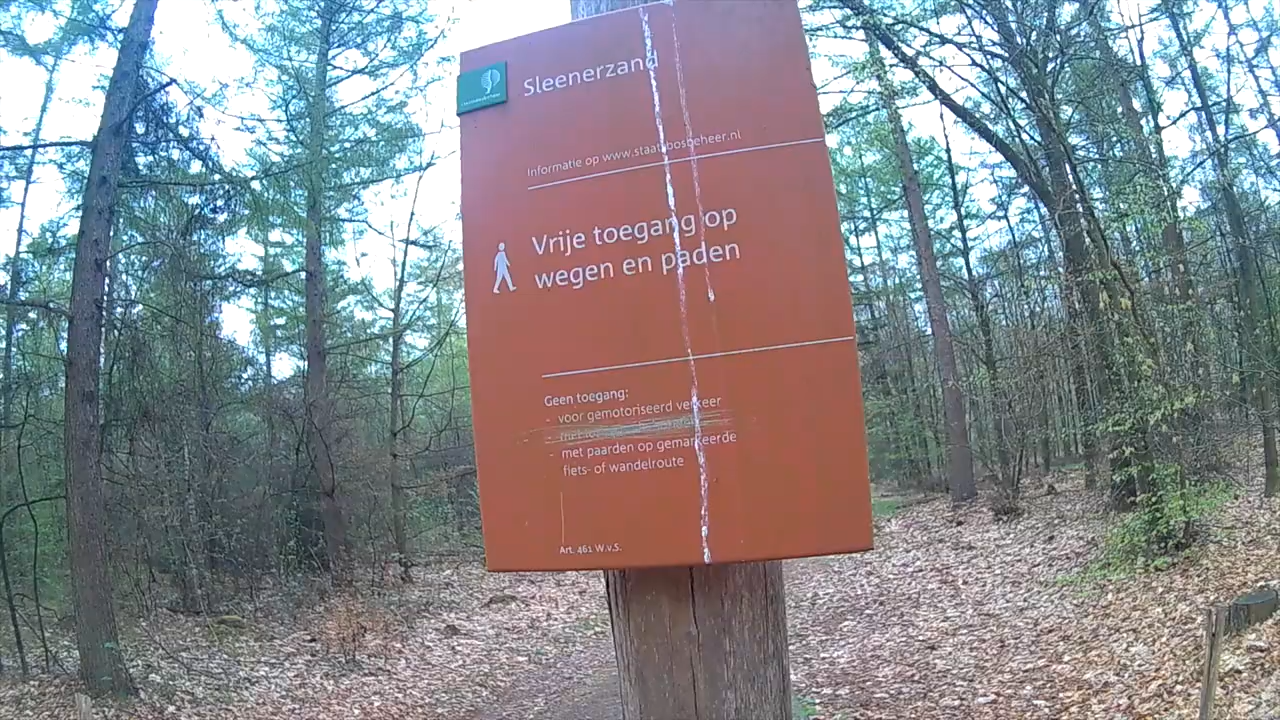 Sleenerzand
Informatie op www.staatsbosbeheer.nl
Vrije toegang op
wegen en paden
Geen toegang:
- voor gemotoriseerd verkeer
-
- met paarden op gemarkeerde
fiets- of wandelroute
Art. 461 W.v.S.